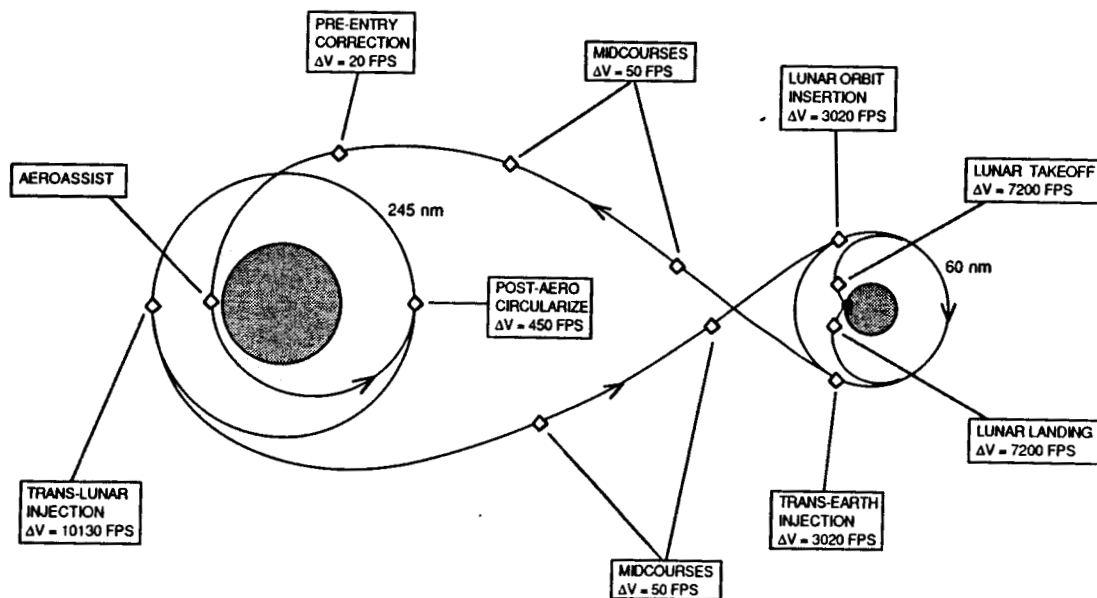 PRE-ENTRY
CORRECTION
ΔV = 20 FPS
MIDCOURSES
ΔV = 50 FPS
LUNAR ORBIT
INSERTION
ΔV = 3020 FPS
AEROASSIST
LUNAR TAKEOFF
ΔV = 7200 FPS
245 nm
60 nm
POST-AERO
CIRCULARIZE
ΔV = 450 FPS
LUNAR LANDING
ΔV = 7200 FPS
TRANS-LUNAR
INJECTION
ΔV = 10130 FPS
TRANS-EARTH
INJECTION
ΔV = 3020 FPS
MIDCOURSES
ΔV = 50 FPS